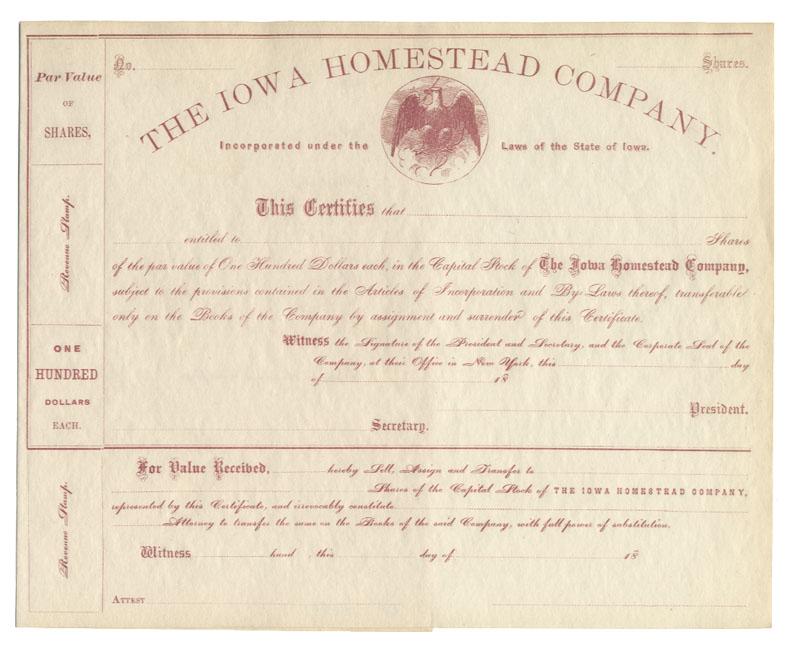 Par Value
OF
SHARES,
Revenue Stamp.
ONE
HUNDRED
DOLLARS
EACH.
Revenue Stamp.
No.
Shares.
THE IOWA HOMESTEAD COMPANY.
Incorporated under the Laws of the State of Iowa.
This Certifies that
entitled to Shares
of the par value of One Hundred Dollars each, in the Capital Stock of The Iowa Homestead Company,
subject to the provisions contained in the Articles of Incorporation and By-Laws thereof, transferable
only on the Books of the Company by assignment and surrender of this Certificate.
Witness the Signature of the President and Secretary, and the Corporate Seal of the
Company, at their Office in New York, this day
of 18
President.
Secretary.
For Value Received, hereby Sell, Assign and Transfer to
Shares of the Capital Stock of THE IOWA HOMESTEAD COMPANY,
represented by this Certificate, and irrevocably constitute
Attorney to transfer the same on the Books of the said Company, with full power of substitution.
Witness hand , this day of 18
ATTEST